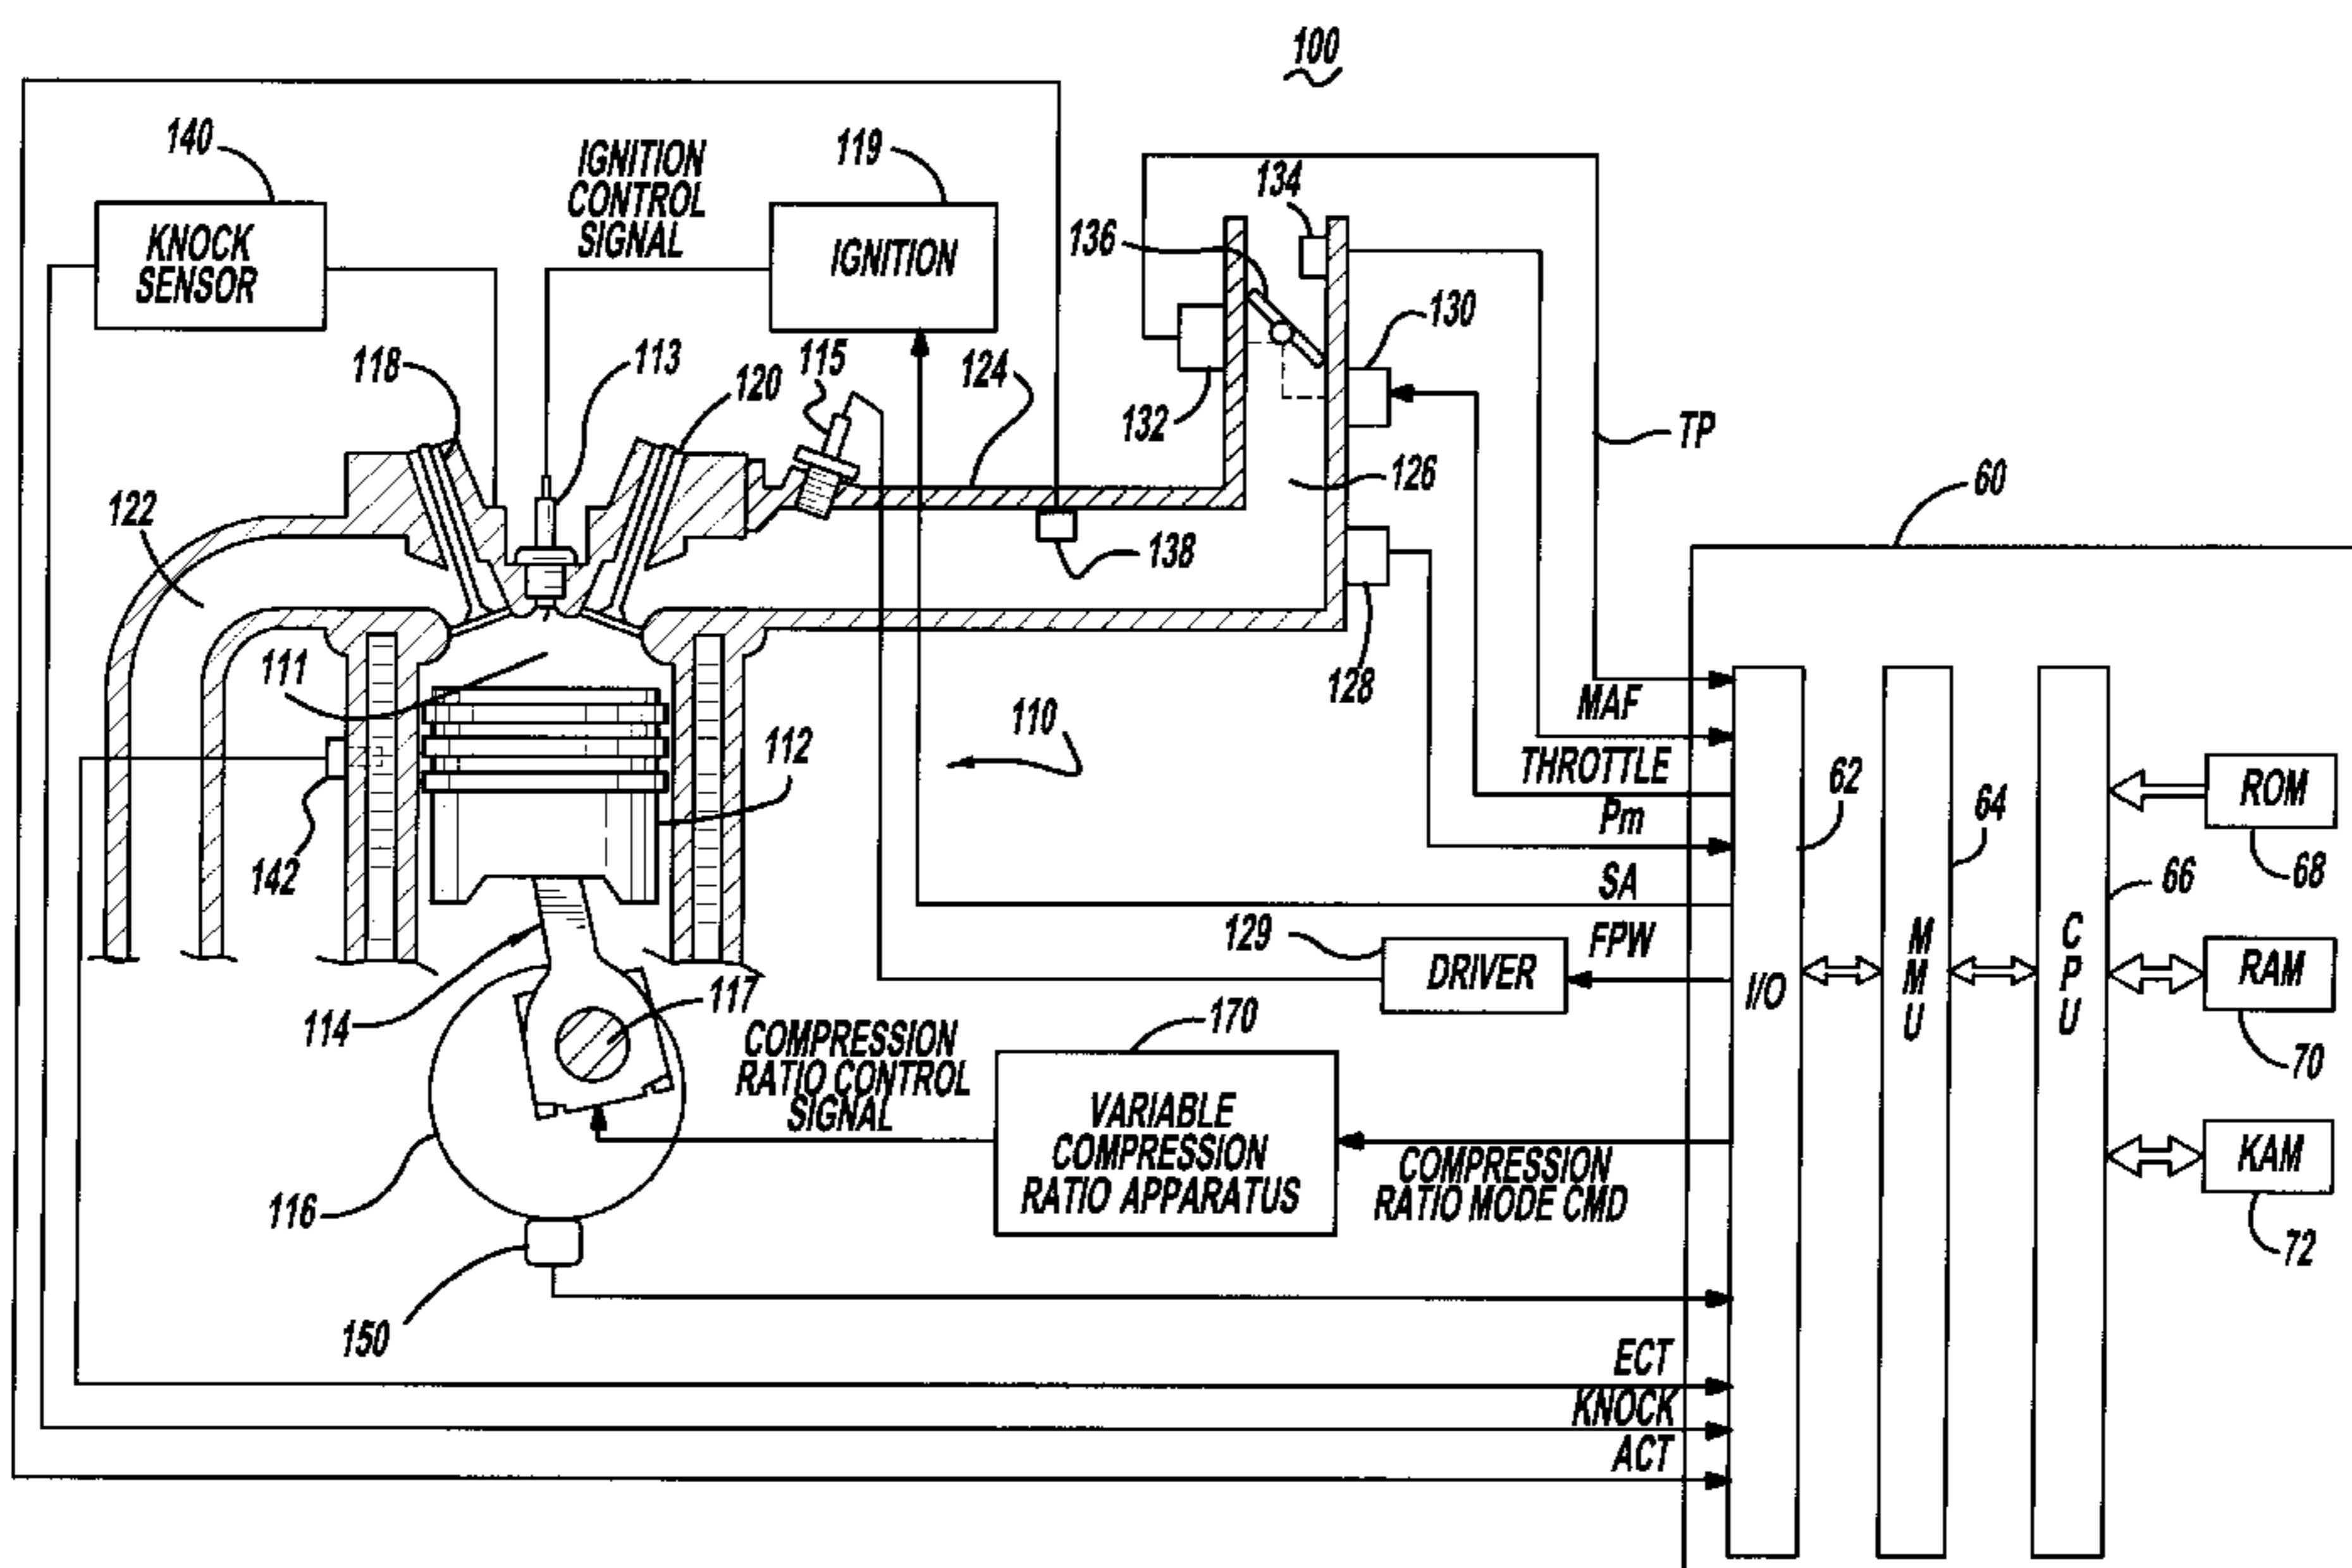 100
140
KNOCK
SENSOR
IGNITION
CONTROL
SIGNAL
119
IGNITION
134
136
130
118
113
120
115
124
132
TP
126
60
122
138
128
111
110
112
MAF
THROTTLE
Pm
SA
62
64
ROM
142
66
68
129
FPW
DRIVER
I/O
MMU
CPU
RAM
114
117
COMPRESSION
RATIO CONTROL
SIGNAL
170
70
VARIABLE
COMPRESSION
RATIO APPARATUS
COMPRESSION
RATIO MODE CMD
KAM
116
72
150
ECT
KNOCK
ACT